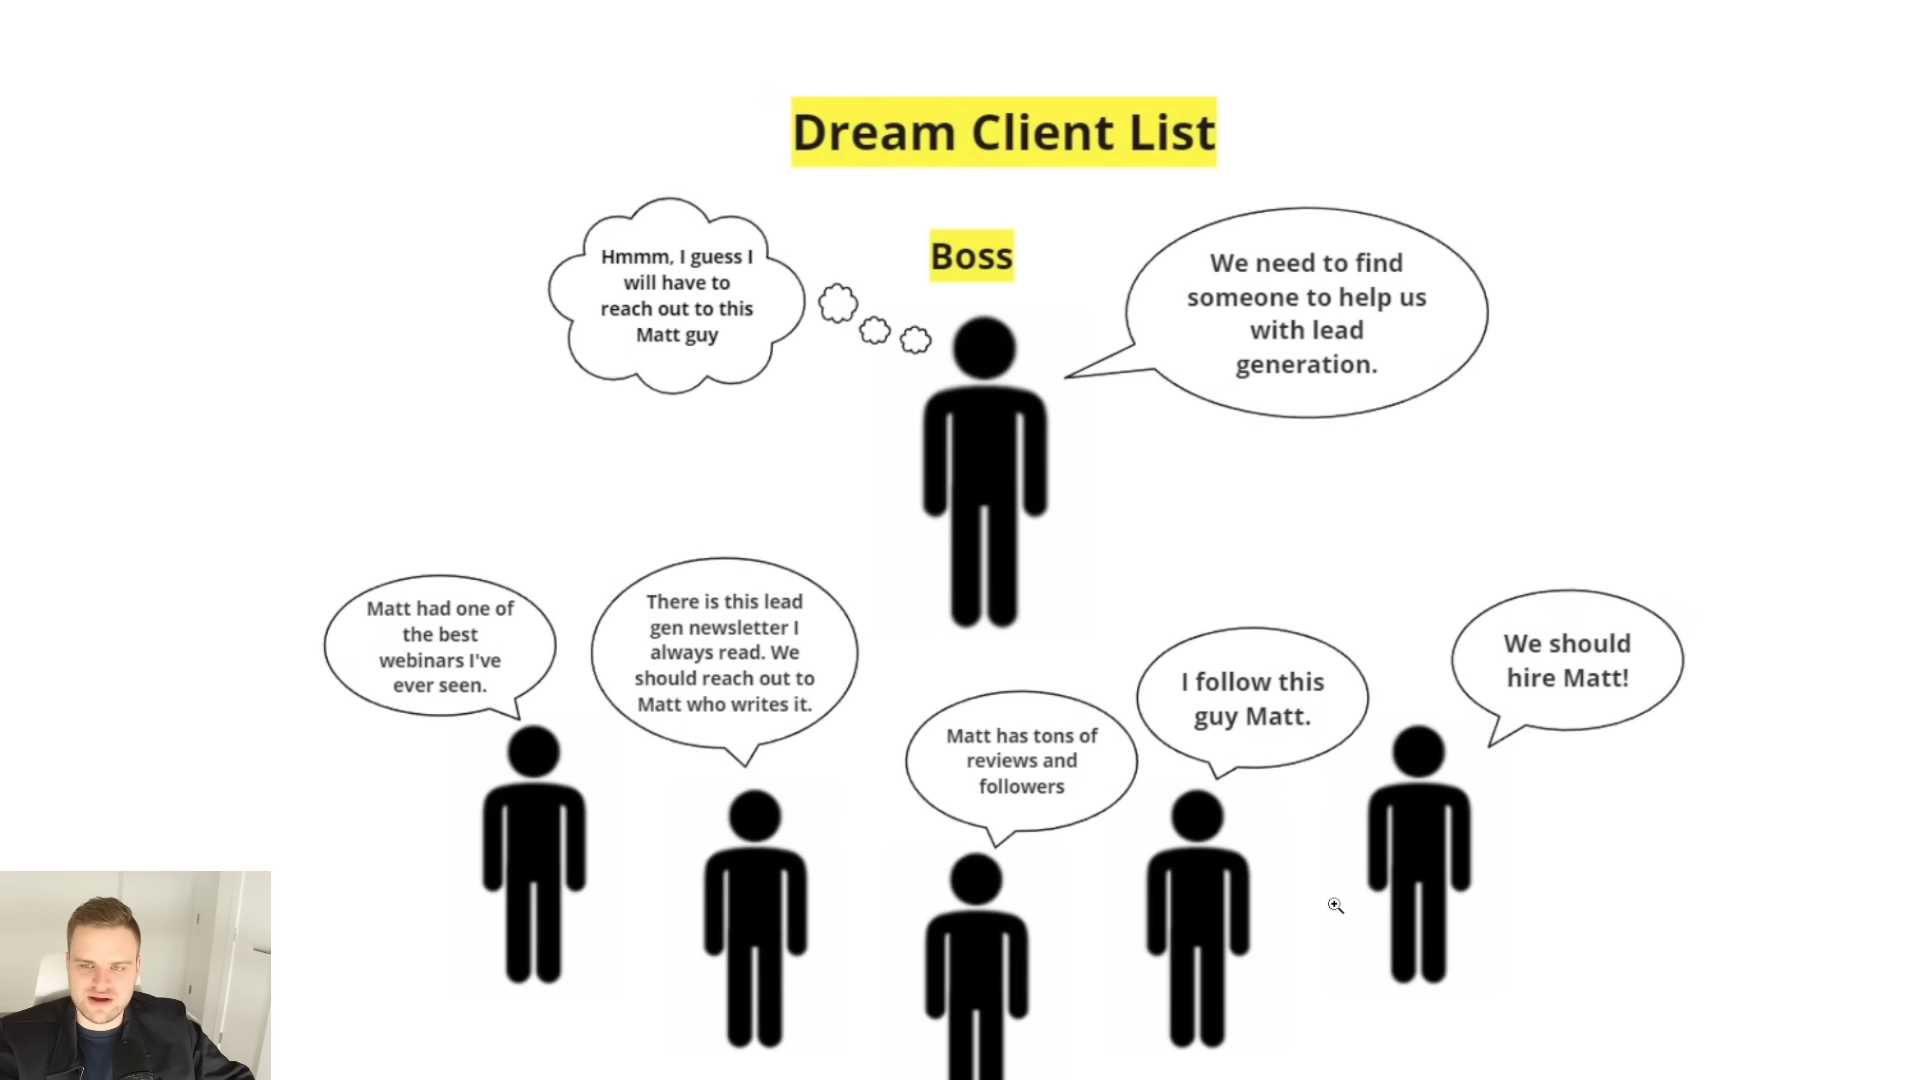 Dream Client List
Hmmm, I guess I
will have to
reach out to this
Matt guy
Boss
We need to find
someone to help us
with lead
generation.
Matt had one of
the best
webinars I've
ever seen.
There is this lead
gen newsletter I
always read. We
should reach out to
Matt who writes it.
Matt has tons of
reviews and
followers
I follow this
guy Matt.
We should
hire Matt!